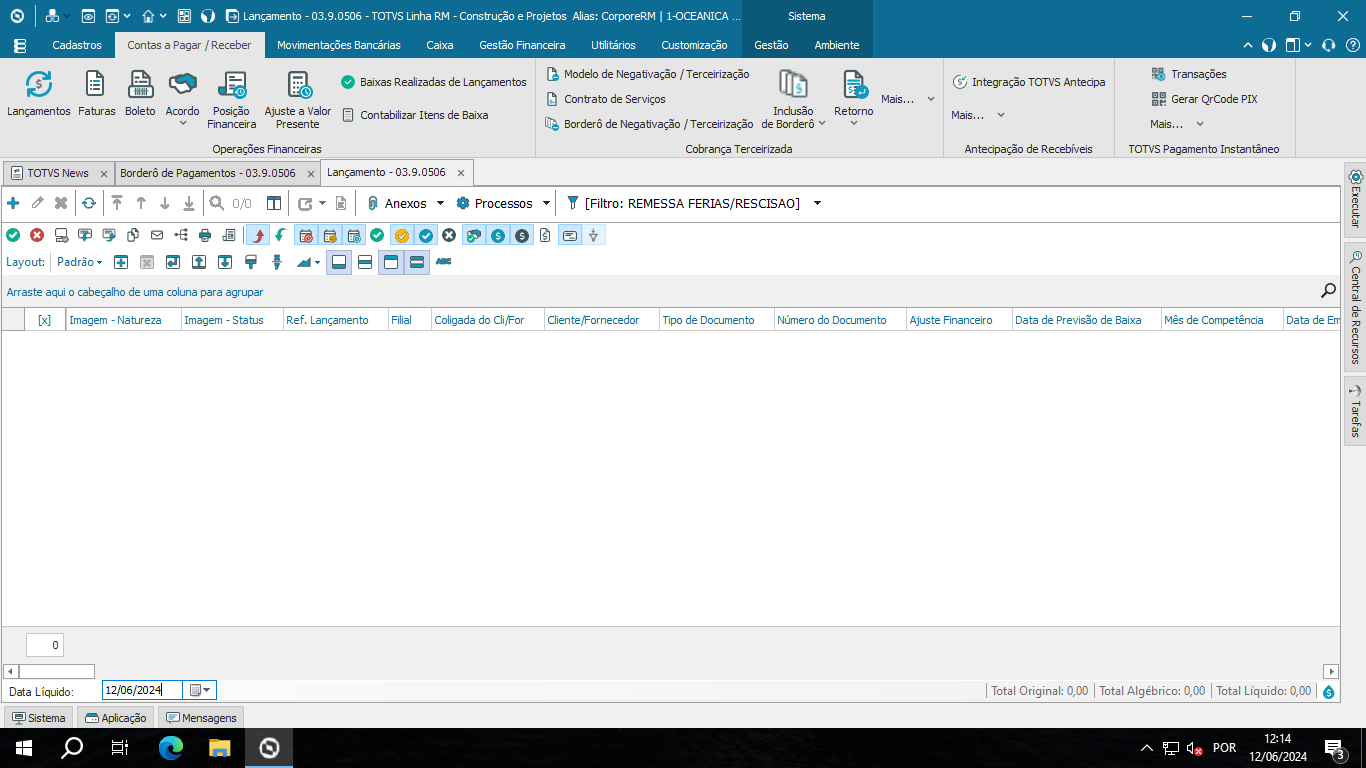 Lançamento - 03.9.0506 - TOTVS Linha RM - Construção e Projetos  Alias: CorporeRM | 1-OCEANICA ...
Sistema
Cadastros
Contas a Pagar / Receber
Movimentações Bancárias
Caixa
Gestão Financeira
Utilitários
Customização
Gestão
Ambiente
Lançamentos
Faturas
Boleto
Acordo
Posição
Financeira
Ajuste a Valor
Presente
Baixas Realizadas de Lançamentos
Contabilizar Itens de Baixa
Operações Financeiras
Modelo de Negativação / Terceirização
Contrato de Serviços
Borderô de Negativação / Terceirização
Inclusão
de Borderô
Retorno
Mais...
Cobrança Terceirizada
Integração TOTVS Antecipa
Mais...
Antecipação de Recebíveis
Transações
Gerar QrCode PIX
Mais...
TOTVS Pagamento Instantâneo
TOTVS News
Borderô de Pagamentos - 03.9.0506
Lançamento - 03.9.0506
0/0
Anexos
Processos
[Filtro: REMESSA FERIAS/RESCISAO]
Layout:
Padrão
ABC
Arraste aqui o cabeçalho de uma coluna para agrupar
[x]
Imagem - Natureza
Imagem - Status
Ref. Lançamento
Filial
Coligada do Cli/For
Cliente/Fornecedor
Tipo de Documento
Número do Documento
Ajuste Financeiro
Data de Previsão de Baixa
Mês de Competência
Data de Em
Executar
Central de Recursos
Tarefas
0
Data Líquido:
12/06/2024
Total Original: 0,00
Total Algébrico: 0,00
Total Líquido: 0,00
Sistema
Aplicação
Mensagens
POR
12:14
12/06/2024
3